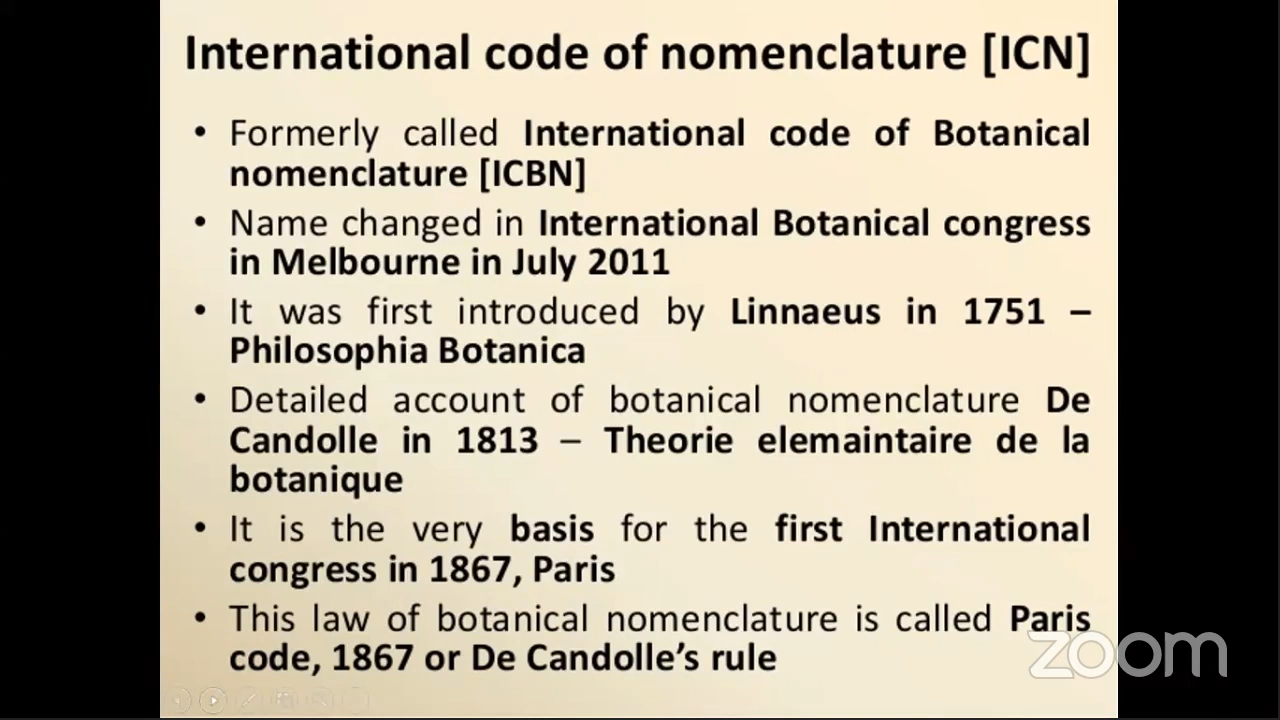 International code of nomenclature [ICN]
• Formerly called International code of Botanical
nomenclature [ICBN]
• Name changed in International Botanical congress
in Melbourne in July 2011
• It was first introduced by Linnaeus in 1751 –
Philosophia Botanica
• Detailed account of botanical nomenclature De
Candolle in 1813 – Theorie elemaintaire de la
botanique
• It is the very basis for the first International
congress in 1867, Paris
• This law of botanical nomenclature is called Paris
code, 1867 or De Candolle’s rule
zoom